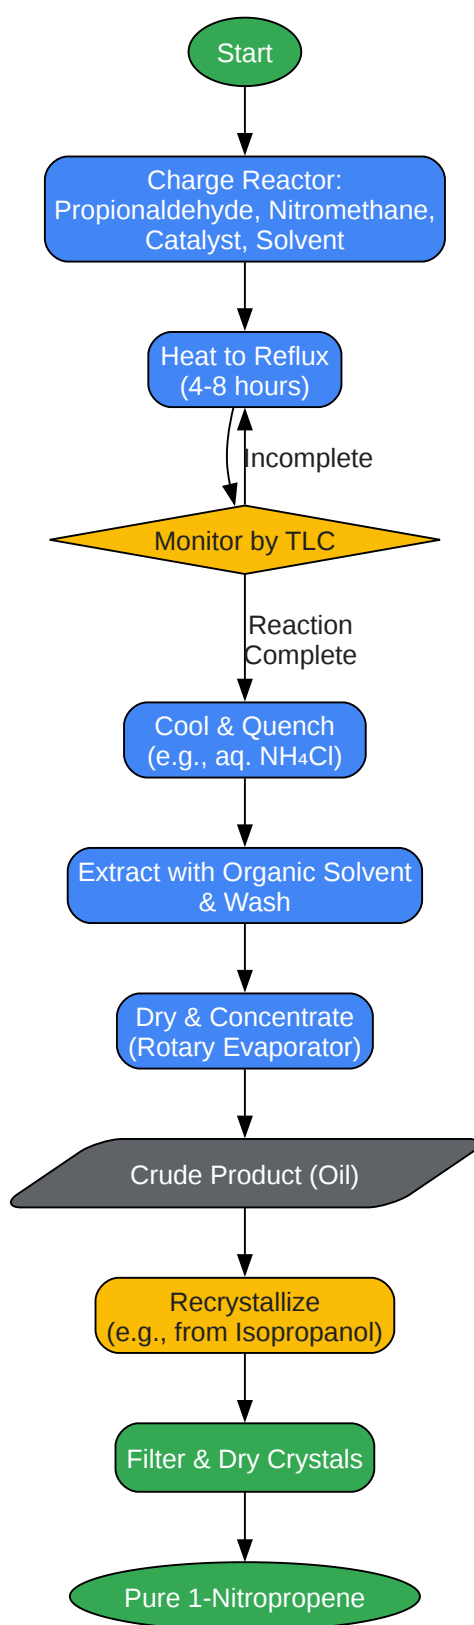 Start
Charge Reactor:
Propionaldehyde, Nitromethane,
Catalyst, Solvent
Heat to Reflux
(4-8 hours)
Incomplete
Monitor by TLC
Reaction
Complete
Cool & Quench
(e.g., aq. NH₄Cl)
Extract with Organic Solvent
& Wash
Dry & Concentrate
(Rotary Evaporator)
Crude Product (Oil)
Recrystallize
(e.g., from Isopropanol)
Filter & Dry Crystals
Pure 1-Nitropropene